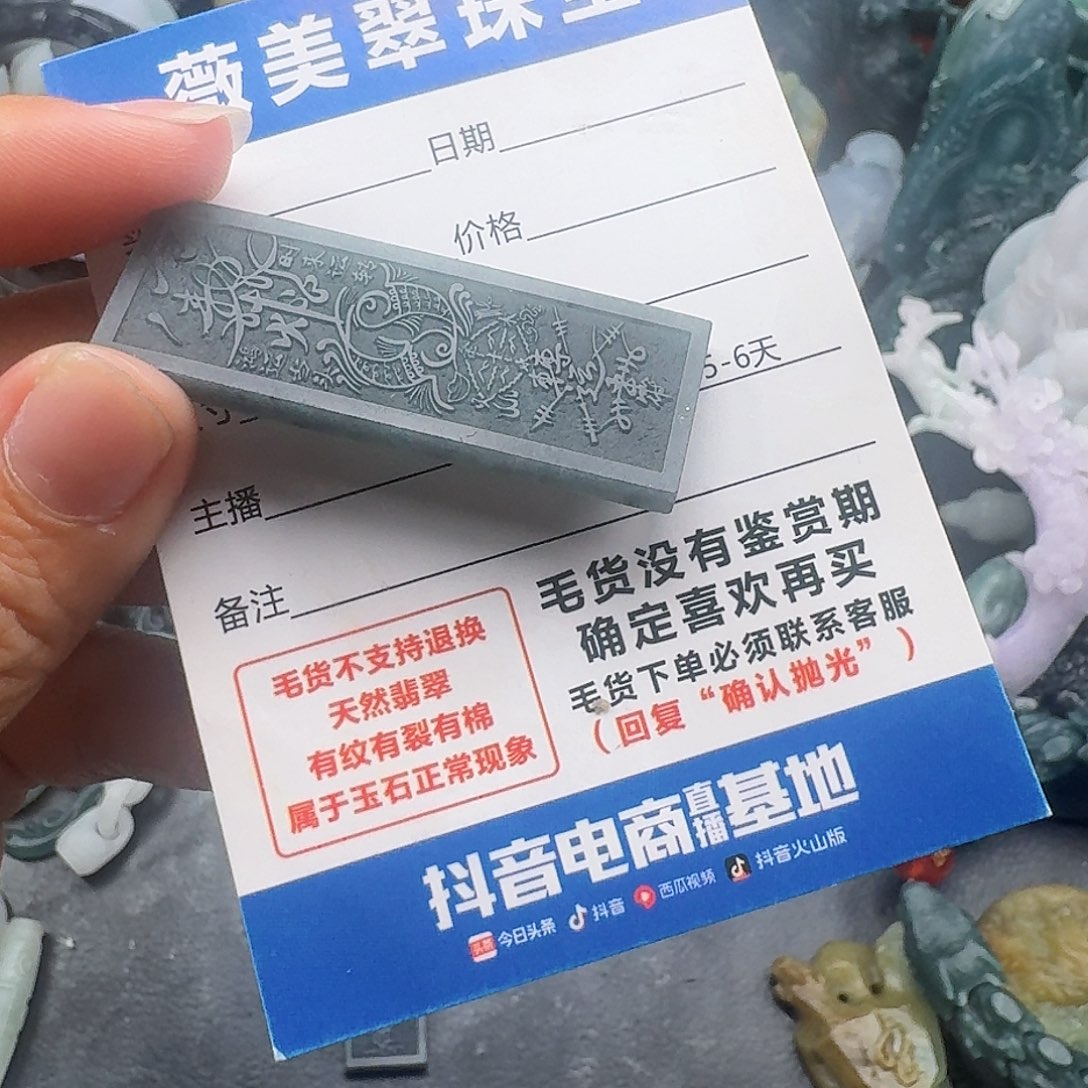 薇美翠珠宝
日期
价格
5-6天
主播
备注
毛货没有鉴赏期
确定喜欢再买
毛货下单必须联系客服
（回复“确认抛光”）
毛货不支持退换
天然翡翠
有纹有裂有棉
属于玉石正常现象
抖音电商直播基地
头条 今日头条 抖音 西瓜视频 抖音火山版